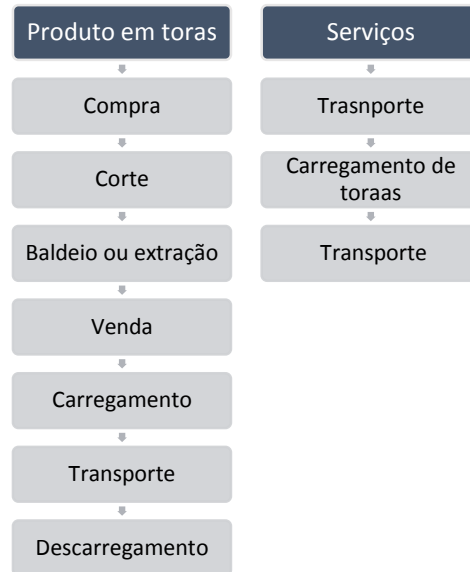 Produto em toras
Compra
Corte
Baldeio ou extração
Venda
Carregamento
Transporte
Descarregamento
Serviços
Trasnporte
Carregamento de
toraas
Transporte